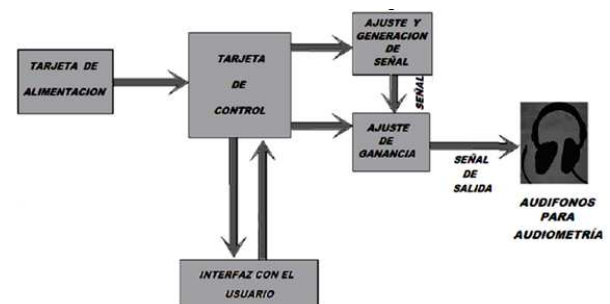 TARJETA DE
ALIMENTACION
TARJETA
DE
CONTROL
AJUSTE Y
GENERACION
DE
SEÑAL
SEÑAL
AJUSTE
DE
GANANCIA
SEÑAL
DE
SALIDA
AUDIFONOS
PARA
AUDIOMETRÍA
INTERFAZ CON EL
USUARIO